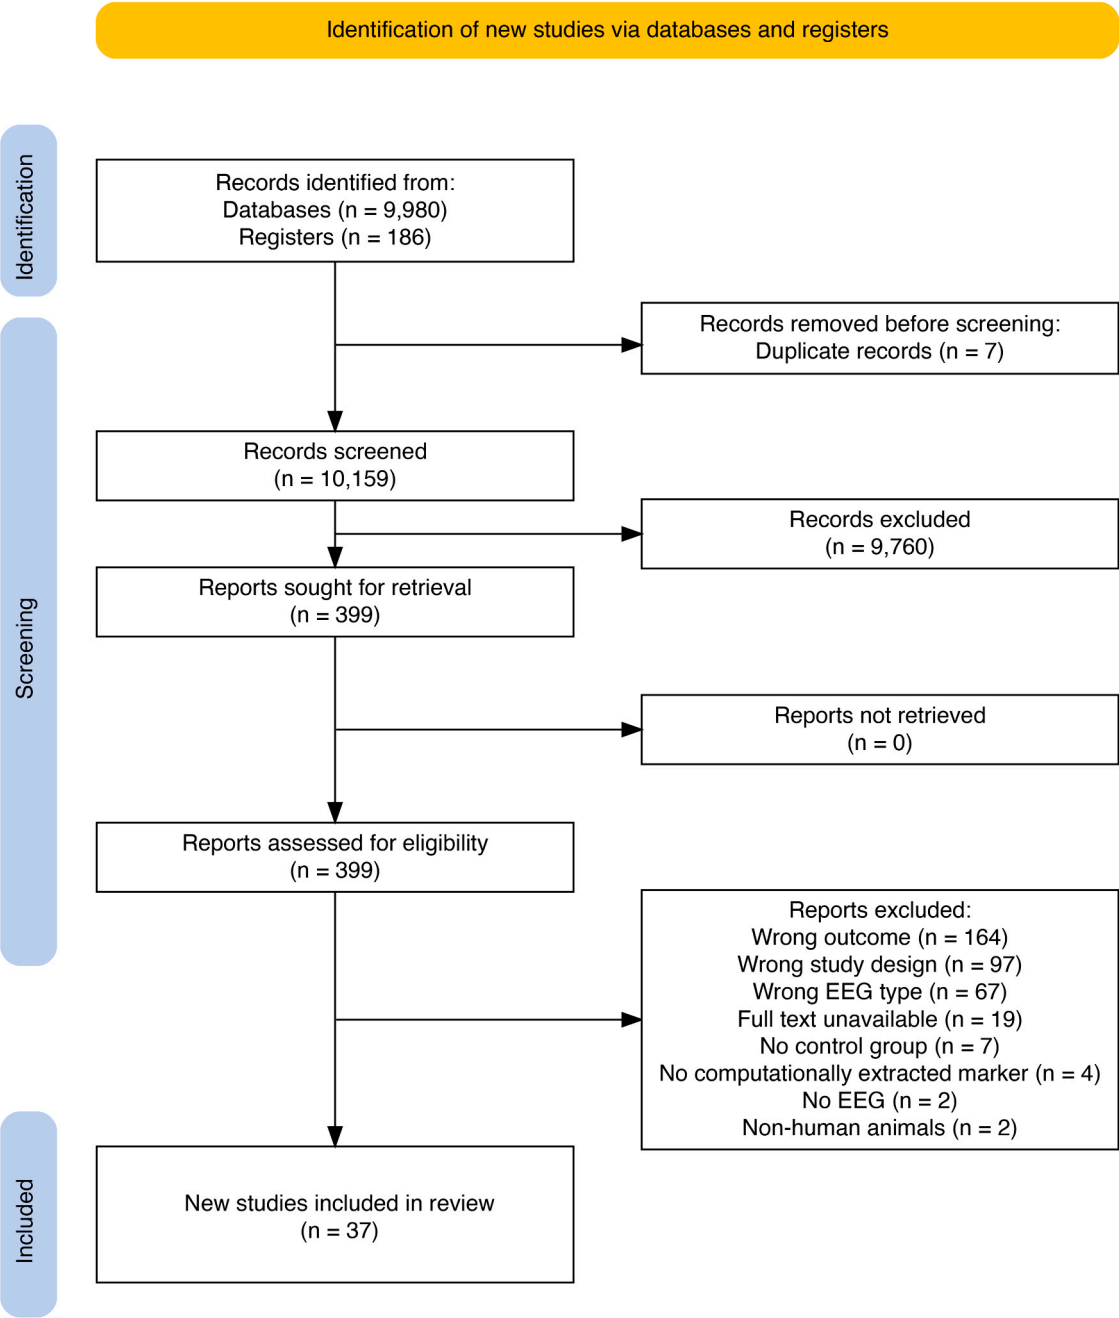 Identification of new studies via databases and registers
Identification
Records identified from:
Databases (n = 9,980)
Registers (n = 186)
Records removed before screening:
Duplicate records (n = 7)
Screening
Records screened
(n = 10,159)
Records excluded
(n = 9,760)
Reports sought for retrieval
(n = 399)
Reports not retrieved
(n = 0)
Reports assessed for eligibility
(n = 399)
Reports excluded:
Wrong outcome (n = 164)
Wrong study design (n = 97)
Wrong EEG type (n = 67)
Full text unavailable (n = 19)
No control group (n = 7)
No computationally extracted marker (n = 4)
No EEG (n = 2)
Non-human animals (n = 2)
Included
New studies included in review
(n = 37)